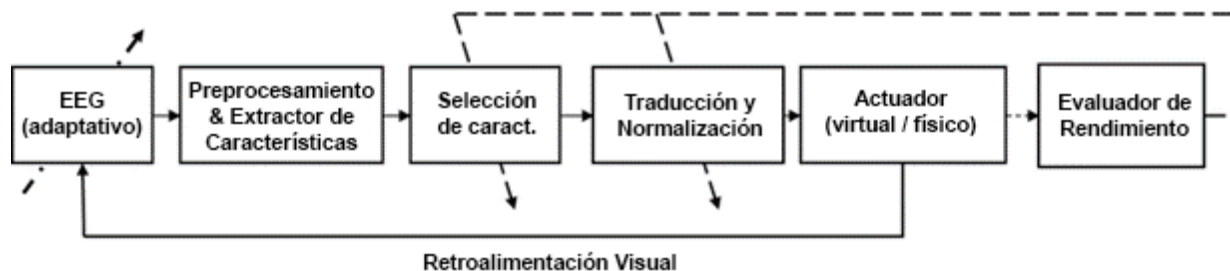 EEG
(adaptativo)
Preprocesamiento
& Extractor de
Características
Selección
de caract.
Traducción y
Normalización
Actuador
(virtual / físico)
Evaluador de
Rendimiento
Retroalimentación Visual